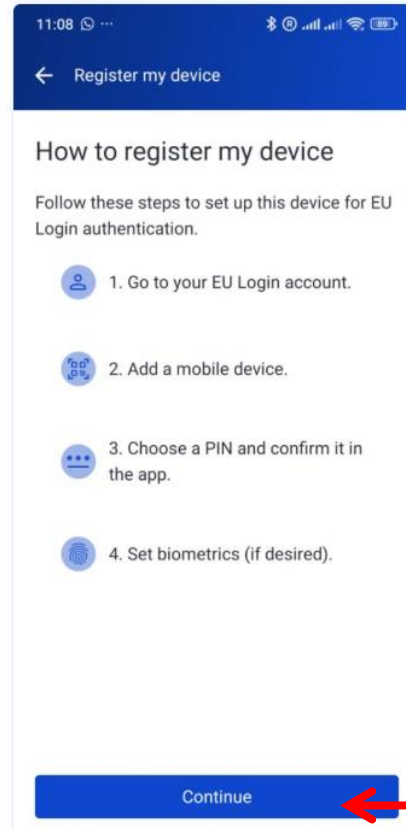 11:08 ...
89
Register my device
How to register my device
Follow these steps to set up this device for EU
Login authentication.
1. Go to your EU Login account.
2. Add a mobile device.
3. Choose a PIN and confirm it in
the app.
4. Set biometrics (if desired).
Continue